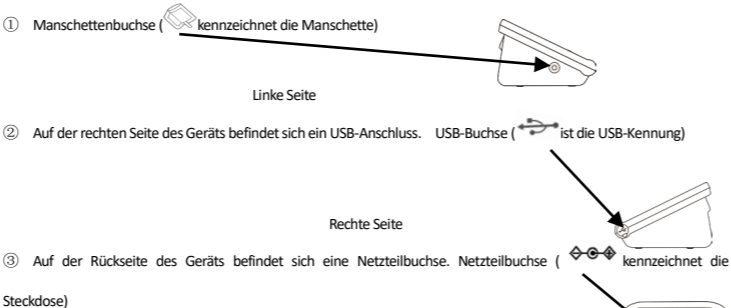 ① Manschettenbuchse ( kennzeichnet die Manschette)
Linke Seite
② Auf der rechten Seite des Geräts befindet sich ein USB-Anschluss. USB-Buchse ( ist die USB-Kennung)
Rechte Seite
③ Auf der Rückseite des Geräts befindet sich eine Netzteilbuchse. Netzteilbuchse ( kennzeichnet die
Steckdose)